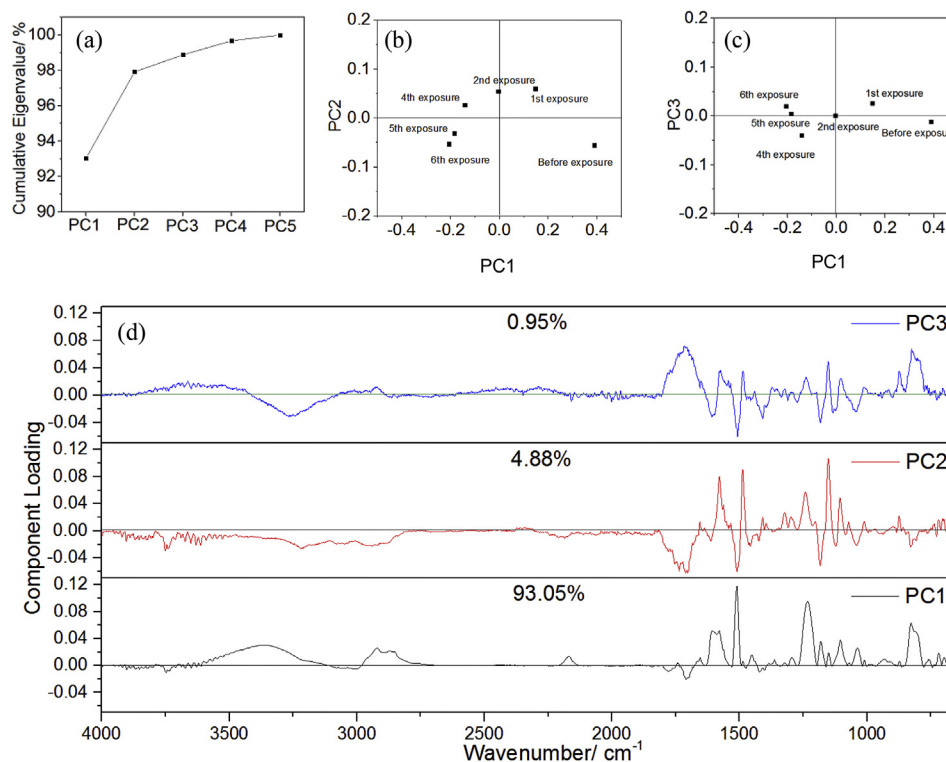 (a)
Cumulative Eigenvalue/ %
100
98
96
94
92
90
PC1 PC2 PC3 PC4 PC5
(b)
PC2
0.2
0.1
0.0
-0.1
-0.2
2nd exposure
4th exposure
1st exposure
5th exposure
6th exposure
Before exposure
-0.4 -0.2 0.0 0.2 0.4
PC1
(c)
PC3
0.2
0.1
0.0
-0.1
-0.2
6th exposure
1st exposure
5th exposure
2nd exposure
Before exposu
4th exposure
-0.4 -0.2 0.0 0.2 0.4
PC1
(d)
Component Loading
0.12
0.08
0.04
0.00
-0.04
0.95%
PC3
0.12
0.08
0.04
0.00
-0.04
4.88%
PC2
0.12
0.08
0.04
0.00
-0.04
93.05%
PC1
4000 3500 3000 2500 2000 1500 1000
Wavenumber/ cm⁻¹